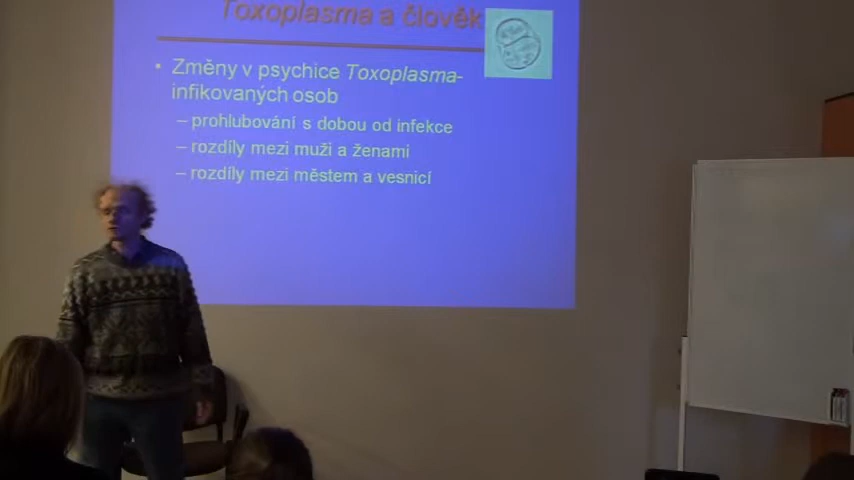 Toxoplasma a člověk
• Změny v psychice Toxoplasma-
infikovaných osob
– prohlubování s dobou od infekce
– rozdíly mezi muži a ženami
– rozdíly mezi městem a vesnicí